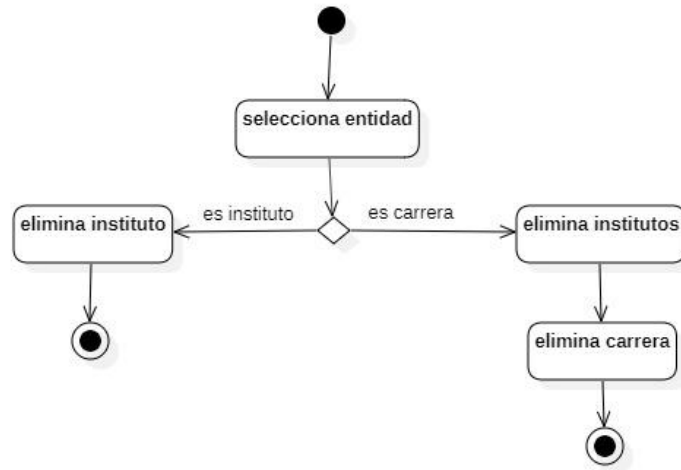 selecciona entidad
es instituto
es carrera
elimina instituto
elimina institutos
elimina carrera